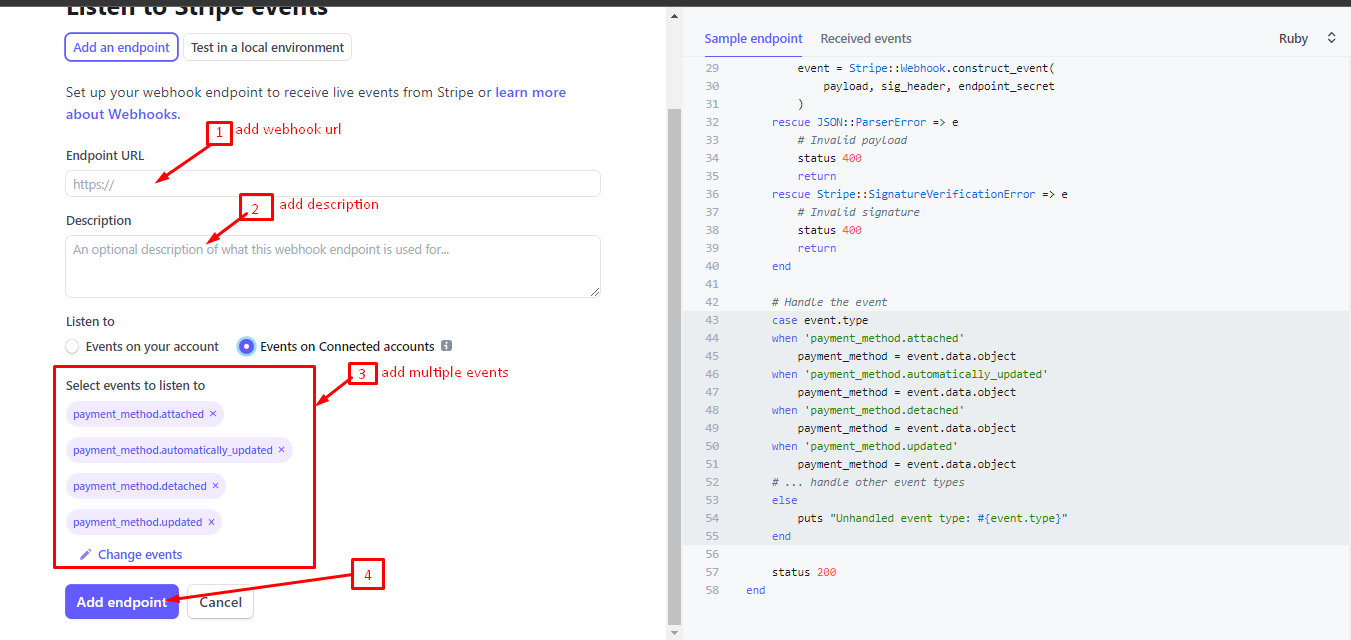 Listen to Stripe events
Add an endpoint
Test in a local environment
Set up your webhook endpoint to receive live events from Stripe or learn more
about Webhooks.
1
add webhook url
Endpoint URL
https://
2
add description
Description
An optional description of what this webhook endpoint is used for...
Listen to
Events on your account
Events on Connected accounts
3
add multiple events
Select events to listen to
payment_method.attached ×
payment_method.automatically_updated ×
payment_method.detached ×
payment_method.updated ×
Change events
4
Add endpoint
Cancel
Sample endpoint
Received events
Ruby
29 event = Stripe::Webhook.construct_event(
30 payload, sig_header, endpoint_secret
31 )
32 rescue JSON::ParserError => e
33 # Invalid payload
34 status 400
35 return
36 rescue Stripe::SignatureVerificationError => e
37 # Invalid signature
38 status 400
39 return
40 end
41
42 # Handle the event
43 case event.type
44 when 'payment_method.attached'
45 payment_method = event.data.object
46 when 'payment_method.automatically_updated'
47 payment_method = event.data.object
48 when 'payment_method.detached'
49 payment_method = event.data.object
50 when 'payment_method.updated'
51 payment_method = event.data.object
52 # ... handle other event types
53 else
54 puts "Unhandled event type: #{event.type}"
55 end
56
57 status 200
58 end